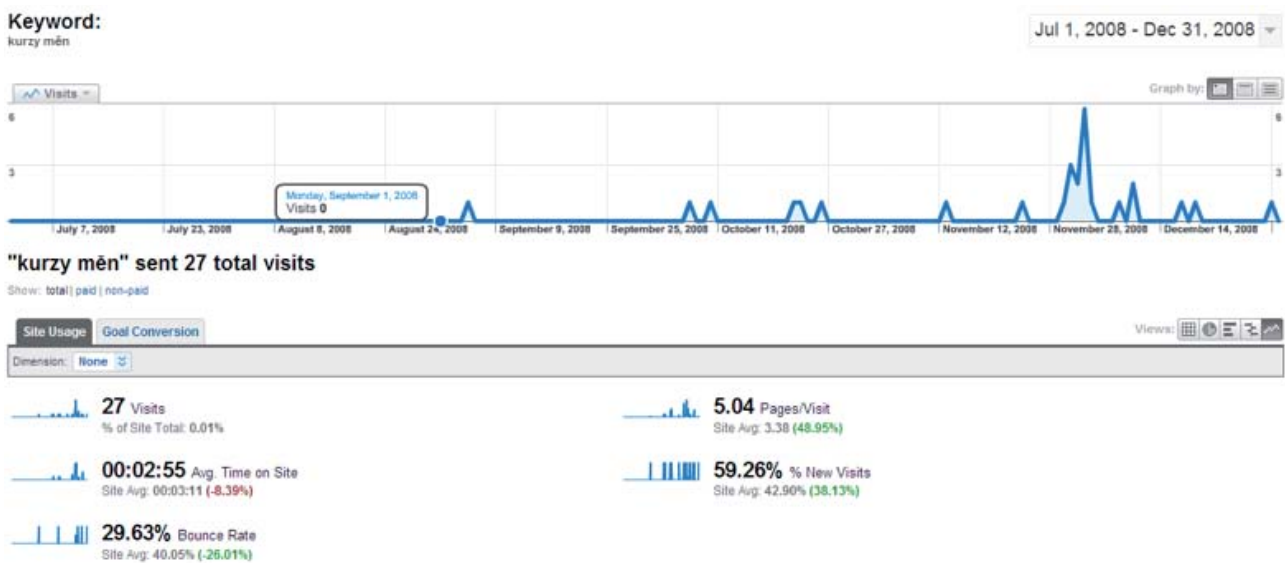 Keyword:
kurzy měn
Jul 1, 2008 - Dec 31, 2008
Visits
Graph by:
6
6
3
3
Monday, September 1, 2008
Visits 0
July 7, 2008
July 23, 2008
August 8, 2008
August 24, 2008
September 9, 2008
September 25, 2008
October 11, 2008
October 27, 2008
November 12, 2008
November 28, 2008
December 14, 2008
"kurzy měn" sent 27 total visits
Show: total | paid | non-paid
Site Usage
Goal Conversion
Views:
Dimension: None
27 Visits
% of Site Total: 0.01%
5.04 Pages/Visit
Site Avg: 3.38 (48.95%)
00:02:55 Avg. Time on Site
Site Avg: 00:03:11 (-8.39%)
59.26% % New Visits
Site Avg: 42.90% (38.13%)
29.63% Bounce Rate
Site Avg: 40.05% (-26.01%)